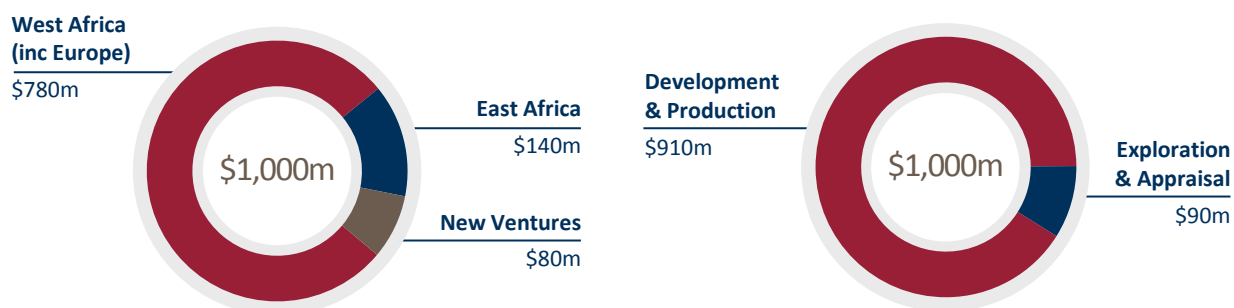 West Africa
(inc Europe)
$780m
$1,000m
East Africa
$140m
New Ventures
$80m
Development
& Production
$910m
$1,000m
Exploration
& Appraisal
$90m